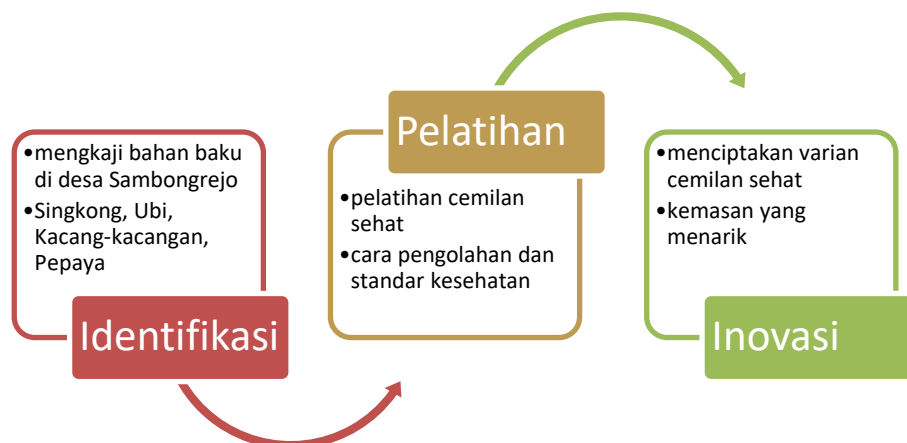 •mengkaji bahan baku
di desa Sambongrejo
•Singkong, Ubi,
Kacang-kacangan,
Pepaya
Identifikasi
Pelatihan
•pelatihan cemilan
sehat
•cara pengolahan dan
standar kesehatan
•menciptakan varian
cemilan sehat
•kemasan yang
menarik
Inovasi